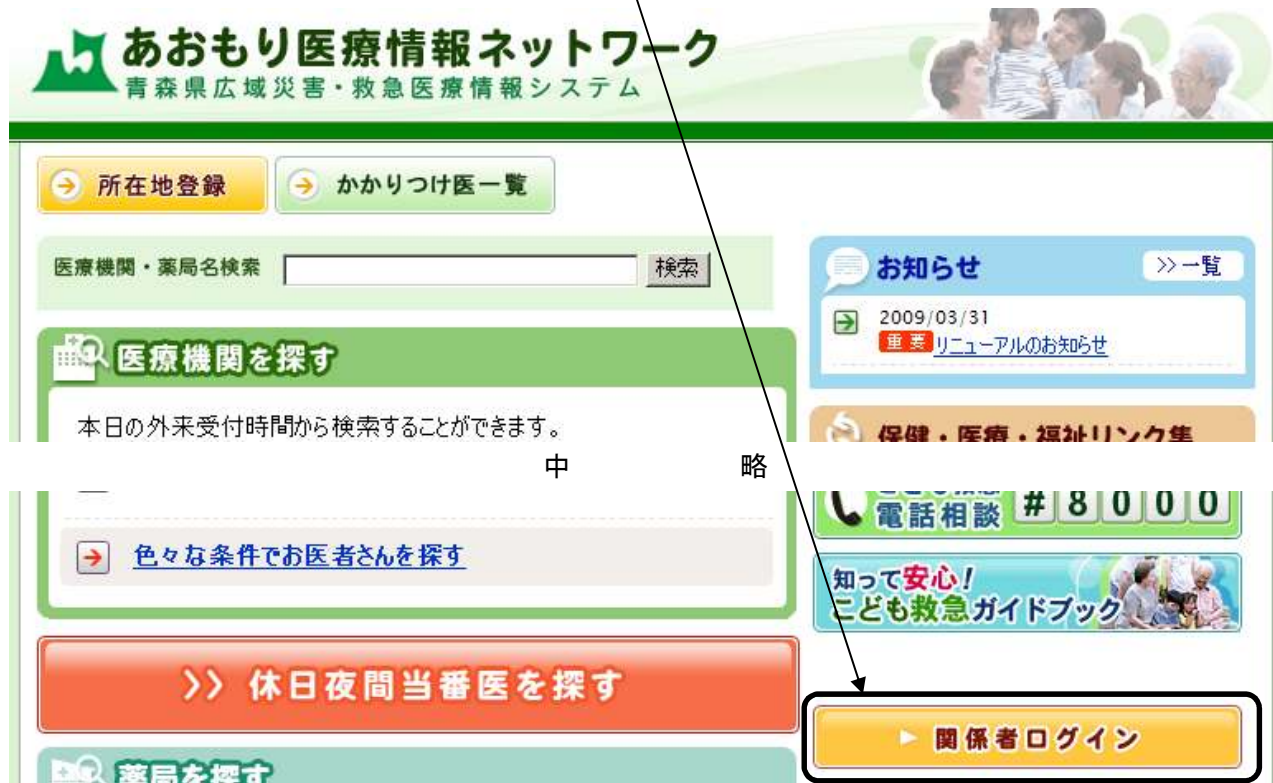 あおもり医療情報ネットワーク
青森県広域災害・救急医療情報システム
所在地登録
かかりつけ医一覧
医療機関・薬局名検索
検索
お知らせ
>> 一覧
2009/03/31
重要 リニューアルのお知らせ
医療機関を探す
本日の外来受付時間から検索することができます。
保健・医療・福祉リンク集
中 略
電話相談 #8000
色々な条件でお医者さんを探す
知って安心!
こども救急ガイドブック
>> 休日夜間当番医を探す
関係者ログイン
薬局を探す